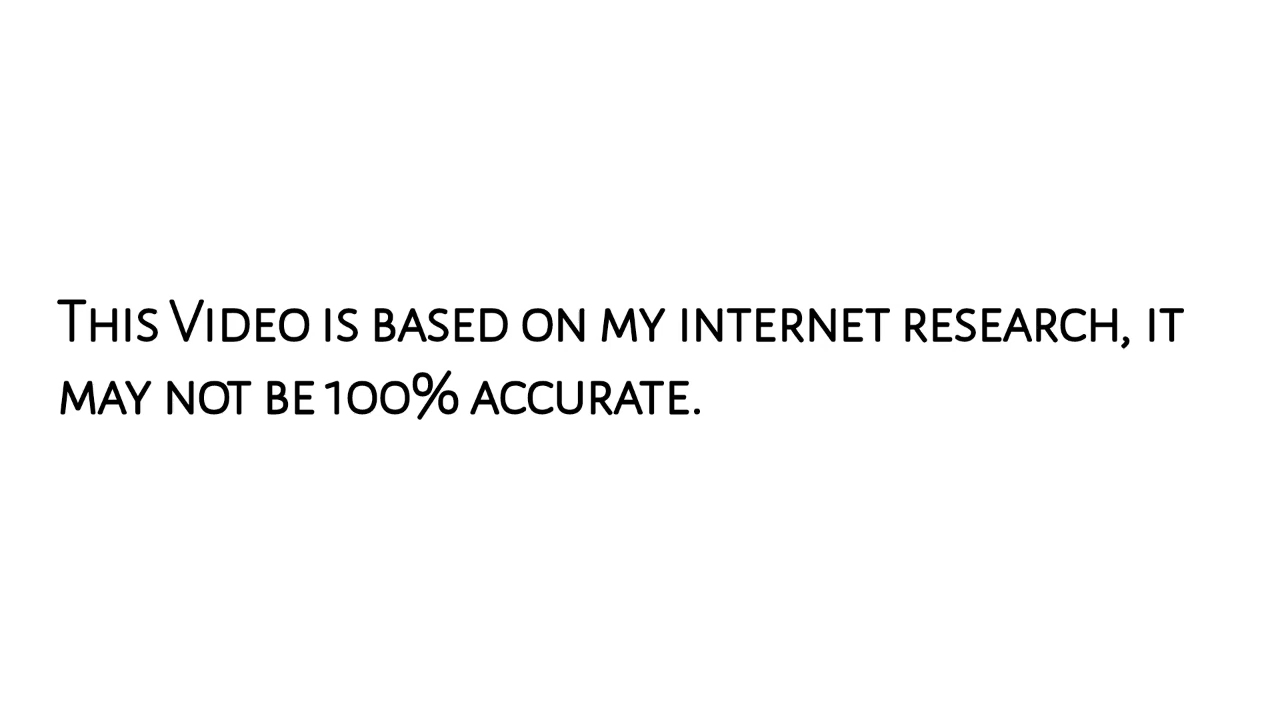 This Video is based on my internet research, it
may not be 100% accurate.